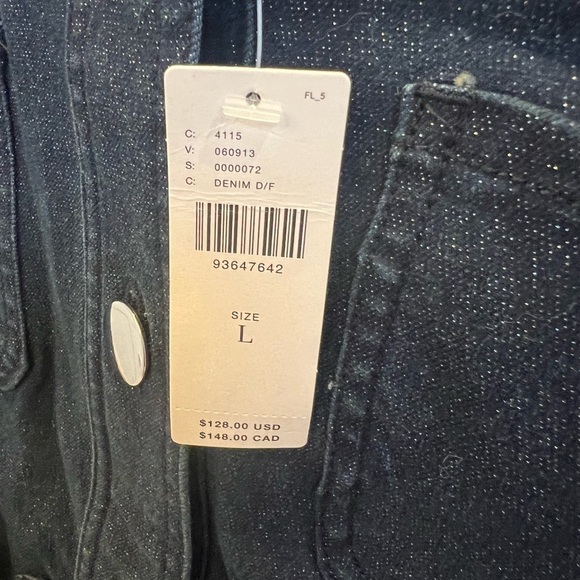 FL_5
C: 4115
V: 060913
S: 0000072
C: DENIM D/F
93647642
SIZE
L
$128.00 USD
$148.00 CAD